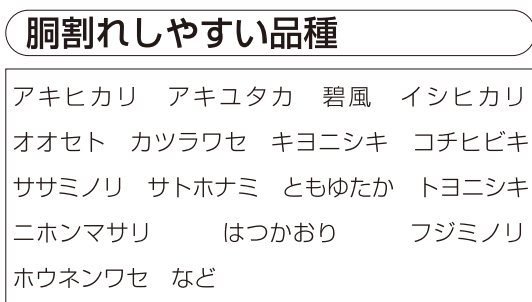 胴割れしやすい品種
アキヒカリ　アキユタカ　碧風　イシヒカリ
オオセト　カツラワセ　キヨニシキ　コチヒビキ
ササミノリ　サトホナミ　ともゆたか　トヨニシキ
ニホンマサリ　はつかおり　フジミノリ
ホウネンワセ　など